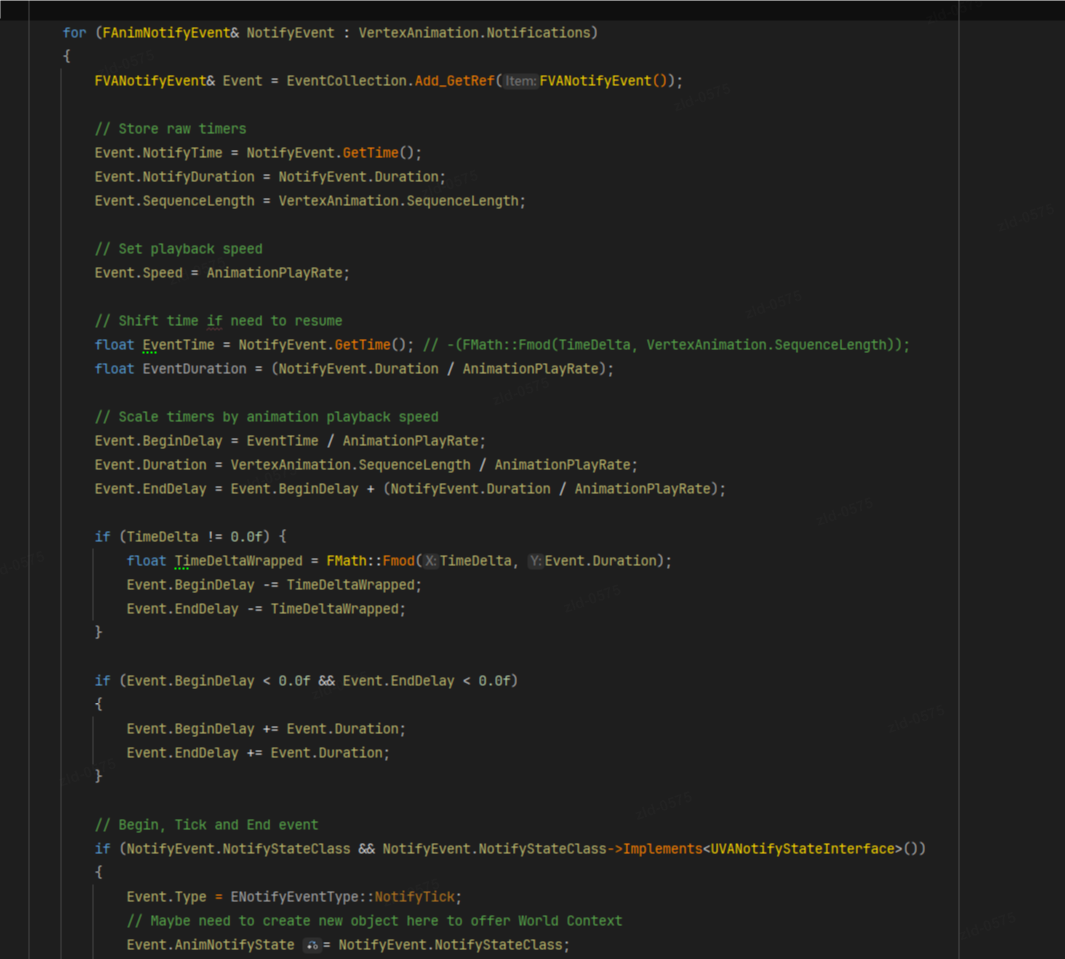 for (FAnimNotifyEvent& NotifyEvent : VertexAnimation.Notifications)
{
FVANotifyEvent& Event = EventCollection.Add_GetRef(Item: FVANotifyEvent());
// Store raw timers
Event.NotifyTime = NotifyEvent.GetTime();
Event.NotifyDuration = NotifyEvent.Duration;
Event.SequenceLength = VertexAnimation.SequenceLength;
// Set playback speed
Event.Speed = AnimationPlayRate;
// Shift time if need to resume
float EventTime = NotifyEvent.GetTime(); // -(FMath::Fmod(TimeDelta, VertexAnimation.SequenceLength));
float EventDuration = (NotifyEvent.Duration / AnimationPlayRate);
// Scale timers by animation playback speed
Event.BeginDelay = EventTime / AnimationPlayRate;
Event.Duration = VertexAnimation.SequenceLength / AnimationPlayRate;
Event.EndDelay = Event.BeginDelay + (NotifyEvent.Duration / AnimationPlayRate);
if (TimeDelta != 0.0f) {
float TimeDeltaWrapped = FMath::Fmod(X: TimeDelta, Y: Event.Duration);
Event.BeginDelay -= TimeDeltaWrapped;
Event.EndDelay -= TimeDeltaWrapped;
}
if (Event.BeginDelay < 0.0f && Event.EndDelay < 0.0f)
{
Event.BeginDelay += Event.Duration;
Event.EndDelay += Event.Duration;
}
// Begin, Tick and End event
if (NotifyEvent.NotifyStateClass && NotifyEvent.NotifyStateClass->Implements<UVANotifyStateInterface>())
{
Event.Type = ENotifyEventType::NotifyTick;
// Maybe need to create new object here to offer World Context
Event.AnimNotifyState = NotifyEvent.NotifyStateClass;